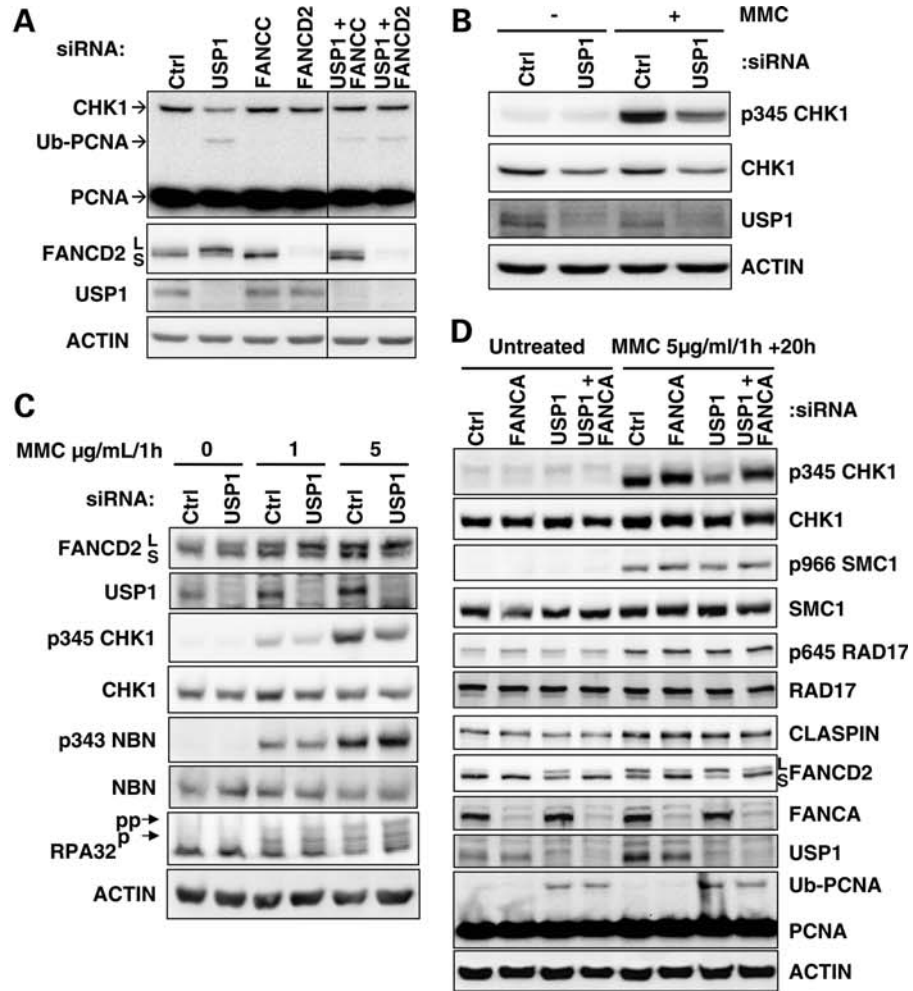 A
siRNA:
Ctrl
USP1
FANCC
FANCD2
USP1 +
FANCC
USP1 +
FANCD2
CHK1
Ub-PCNA
PCNA
FANCD2 L
S
USP1
ACTIN
B
- + MMC
Ctrl
USP1
Ctrl
USP1
:siRNA
p345 CHK1
CHK1
USP1
ACTIN
C
MMC µg/mL/1h 0 1 5
siRNA:
Ctrl
USP1
Ctrl
USP1
Ctrl
USP1
FANCD2 L
S
USP1
p345 CHK1
CHK1
p343 NBN
NBN
pp
p
RPA32
ACTIN
D
Untreated MMC 5µg/ml/1h +20h
Ctrl
FANCA
USP1
USP1 +
FANCA
Ctrl
FANCA
USP1
USP1 +
FANCA
:siRNA
p345 CHK1
CHK1
p966 SMC1
SMC1
p645 RAD17
RAD17
CLASPIN
L
S FANCD2
FANCA
USP1
Ub-PCNA
PCNA
ACTIN